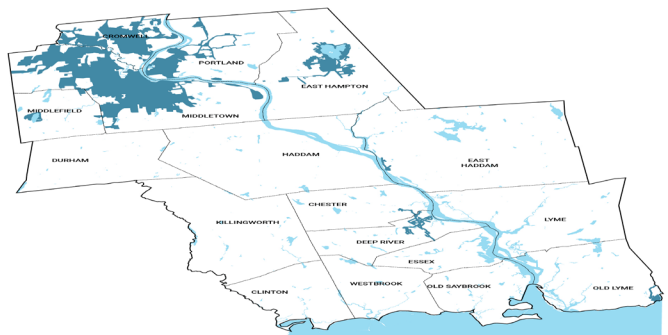 CROMWELL
PORTLAND
EAST HAMPTON
MIDDLEFIELD
MIDDLETOWN
DURHAM
HADDAM
EAST
HADDAM
CHESTER
KILLINGWORTH
LYME
DEEP RIVER
ESSEX
CLINTON
WESTBROOK
OLD SAYBROOK
OLD LYME